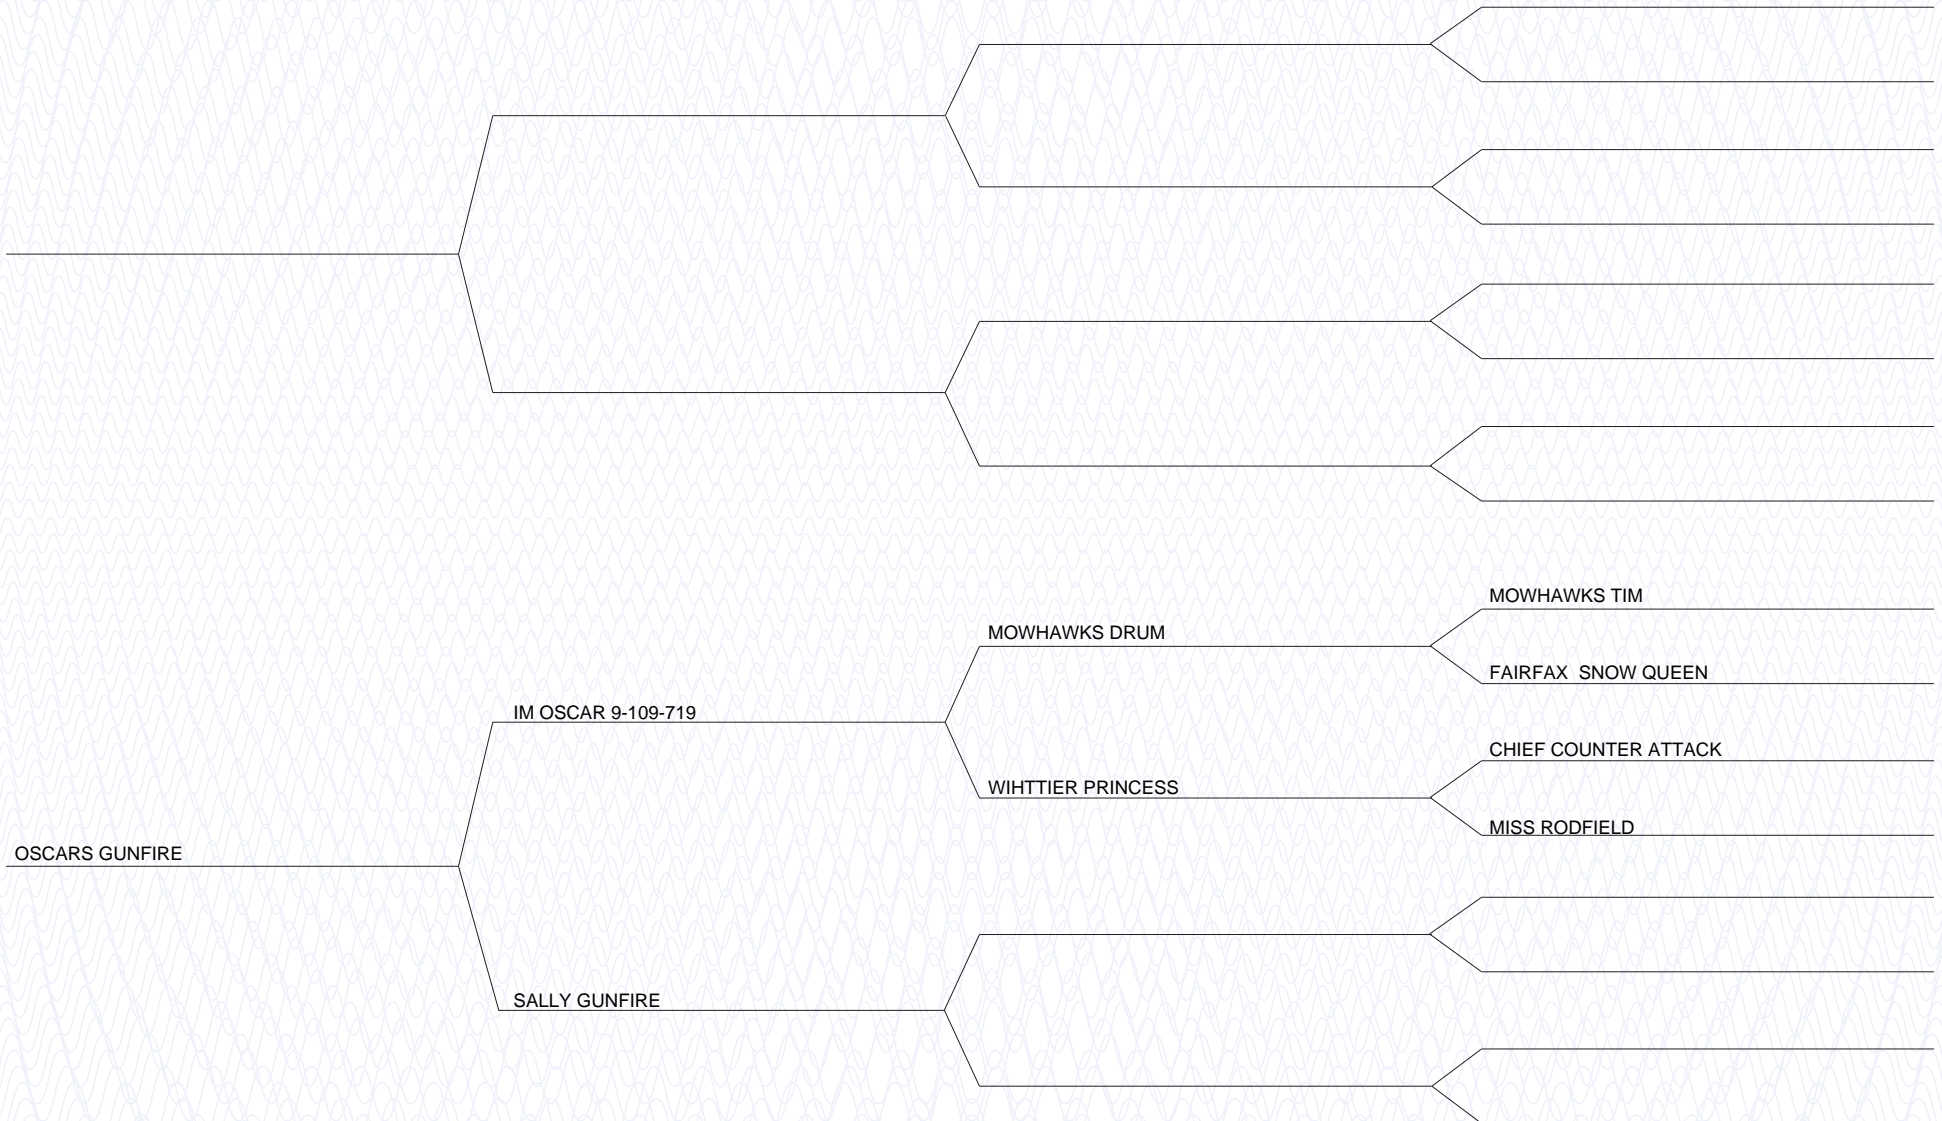 MOWHAWKS TIM
MOWHAWKS DRUM
FAIRFAX  SNOW QUEEN
IM OSCAR 9-109-719
CHIEF COUNTER ATTACK
WIHTTIER PRINCESS
MISS RODFIELD
OSCARS GUNFIRE
SALLY GUNFIRE